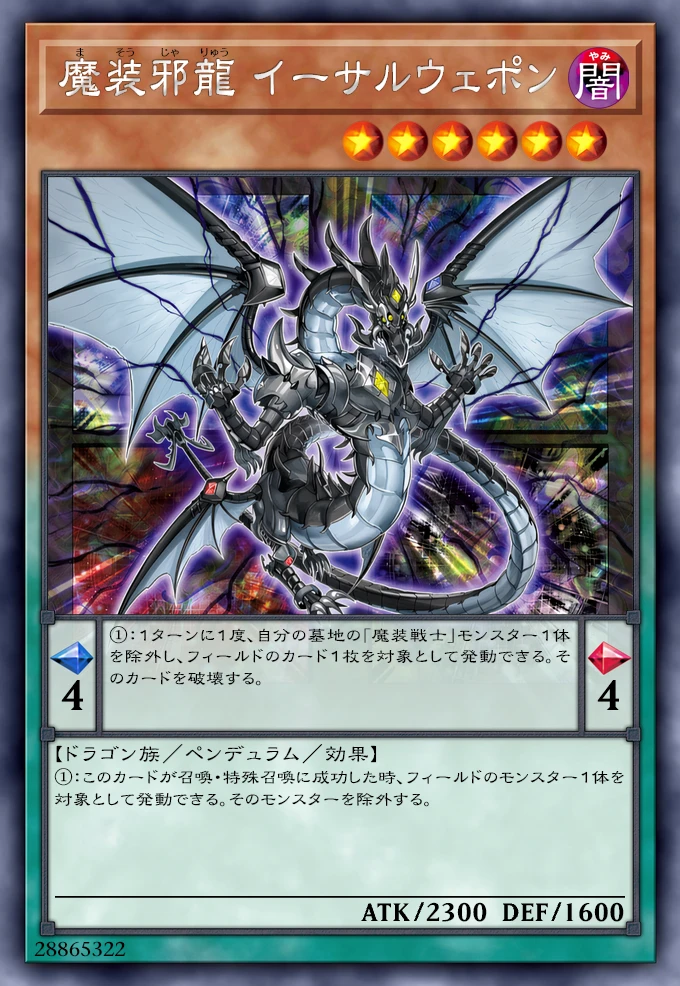 ま そう じゃ りゅう
魔装邪龍 イーサルウェポン
やみ
闇
①：1ターンに1度、自分の墓地の「魔装戦士」モンスター1体
を除外し、フィールドのカード1枚を対象として発動できる。そ
のカードを破壊する。
4
4
【ドラゴン族／ペンデュラム／効果】
①：このカードが召喚・特殊召喚に成功した時、フィールドのモンスター1体を
対象として発動できる。そのモンスターを除外する。
ATK/2300 DEF/1600
28865322